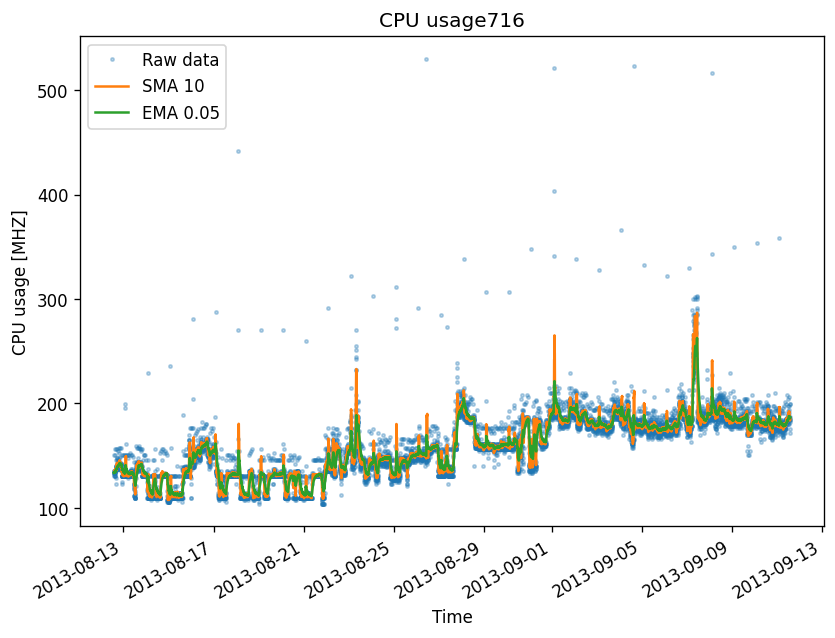 CPU usage716
Raw data
SMA 10
EMA 0.05
CPU usage [MHZ]
500
400
300
200
100
2013-08-13
2013-08-17
2013-08-21
2013-08-25
2013-08-29
2013-09-01
2013-09-05
2013-09-09
2013-09-13
Time